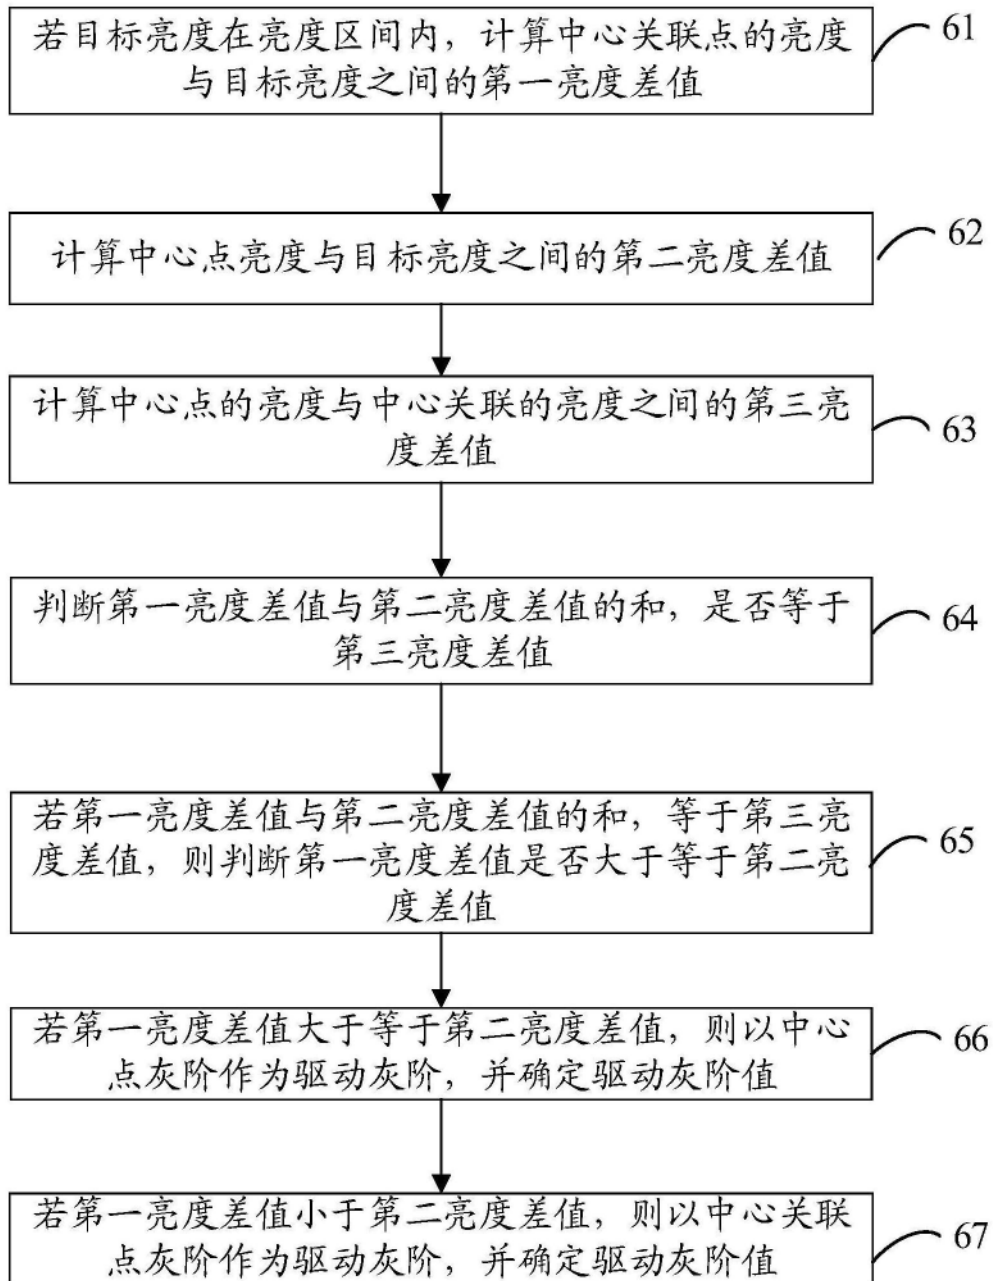 若目标亮度在亮度区间内，计算中心关联点的亮度
与目标亮度之间的第一亮度差值
61
计算中心点亮度与目标亮度之间的第二亮度差值
62
计算中心点的亮度与中心关联的亮度之间的第三亮
度差值
63
判断第一亮度差值与第二亮度差值的和，是否等于
第三亮度差值
64
若第一亮度差值与第二亮度差值的和，等于第三亮
度差值，则判断第一亮度差值是否大于等于第二亮
度差值
65
若第一亮度差值大于等于第二亮度差值，则以中心
点灰阶作为驱动灰阶，并确定驱动灰阶值
66
若第一亮度差值小于第二亮度差值，则以中心关联
点灰阶作为驱动灰阶，并确定驱动灰阶值
67